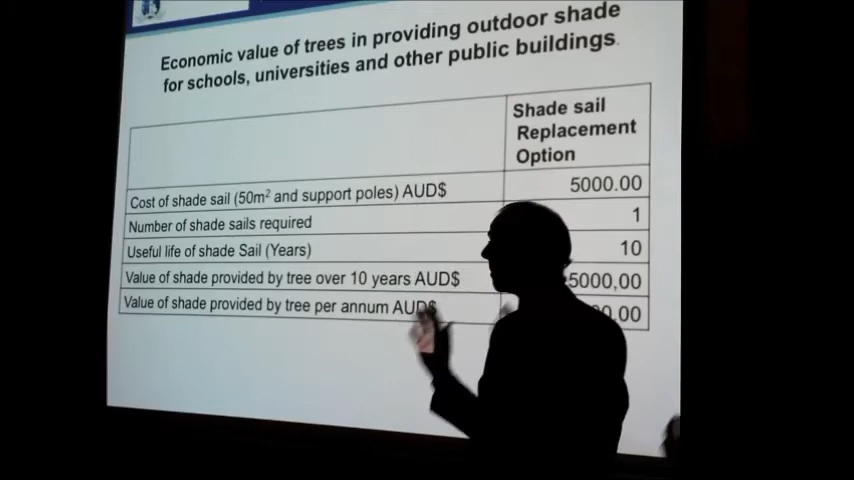 Economic value of trees in providing outdoor shade
for schools, universities and other public buildings.
Shade sail
Replacement
Option
Cost of shade sail (50m² and support poles) AUD$ 5000.00
Number of shade sails required 1
Useful life of shade Sail (Years) 10
Value of shade provided by tree over 10 years AUD$ 5000,00
Value of shade provided by tree per annum AUD$